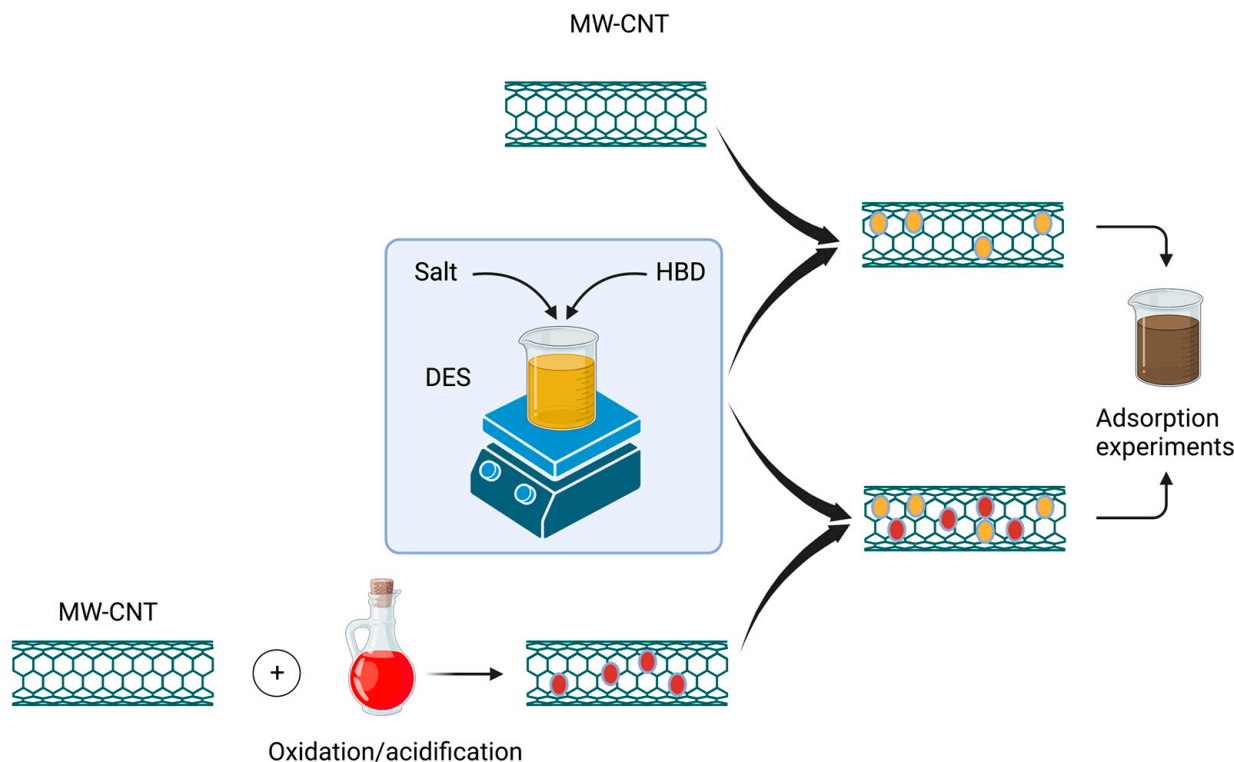 MW-CNT
Salt
HBD
DES
Adsorption
experiments
MW-CNT
+
Oxidation/acidification